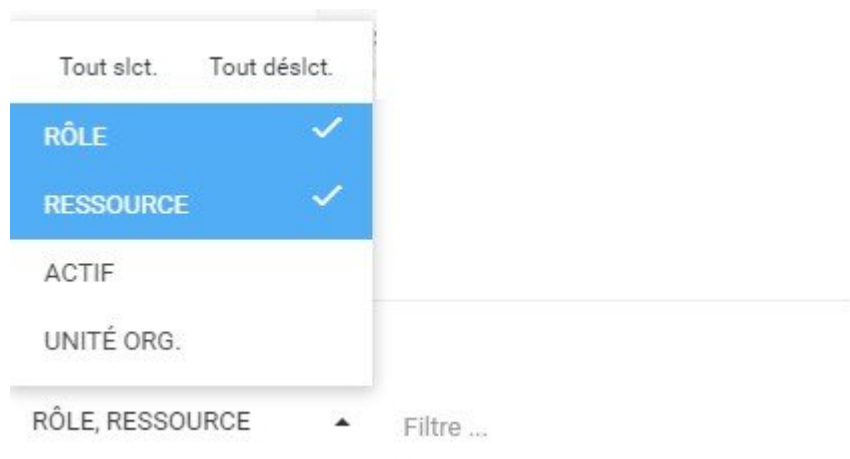 Tout slct. Tout déslct.
RÔLE
RESSOURCE
ACTIF
UNITÉ ORG.
RÔLE, RESSOURCE Filtre ...